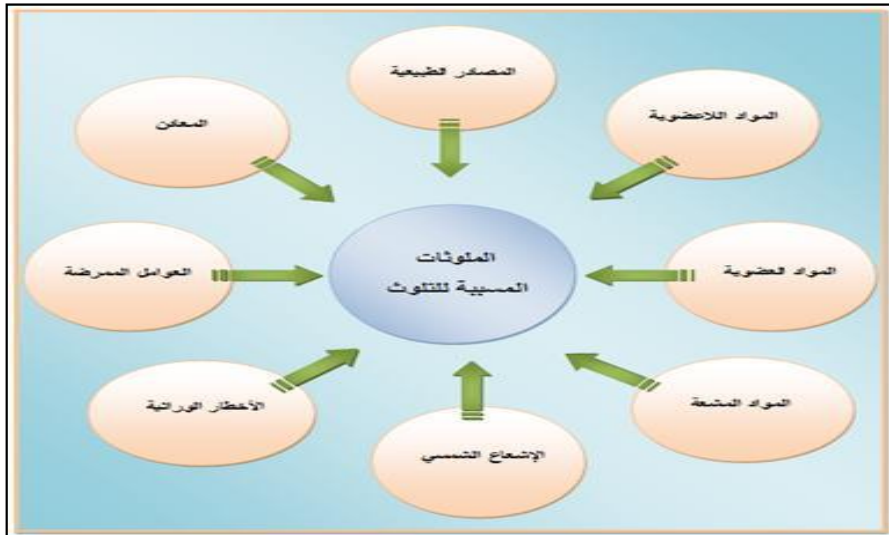 المصادر الطبيعية
المواد اللاعضوية
المعادن
الملوثات
المسببة للتلوث
المواد العضوية
العوامل الممرضة
المواد المشعة
الأخطار الوراثية
الإشعاع الشمسي